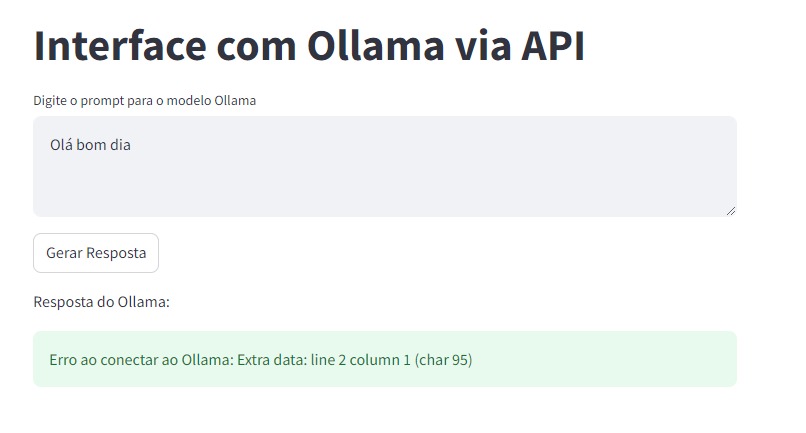 Interface com Ollama via API
Digite o prompt para o modelo Ollama
Olá bom dia
Gerar Resposta
Resposta do Ollama:
Erro ao conectar ao Ollama: Extra data: line 2 column 1 (char 95)